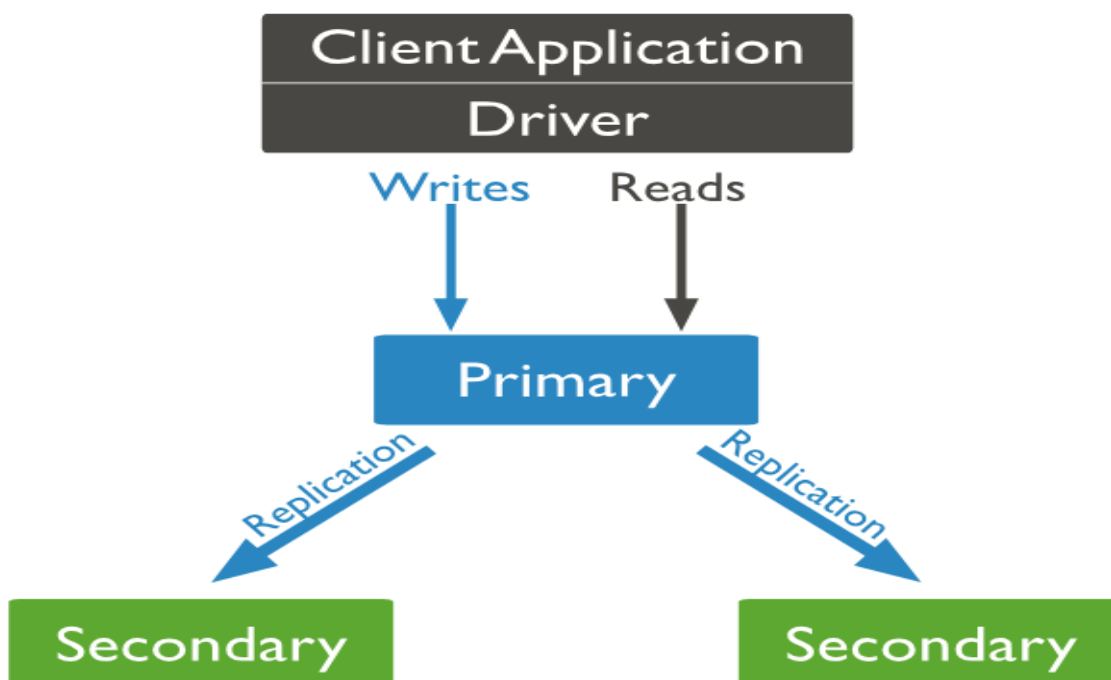 Client Application
Driver
Writes
Reads
Primary
Replication
Replication
Secondary
Secondary